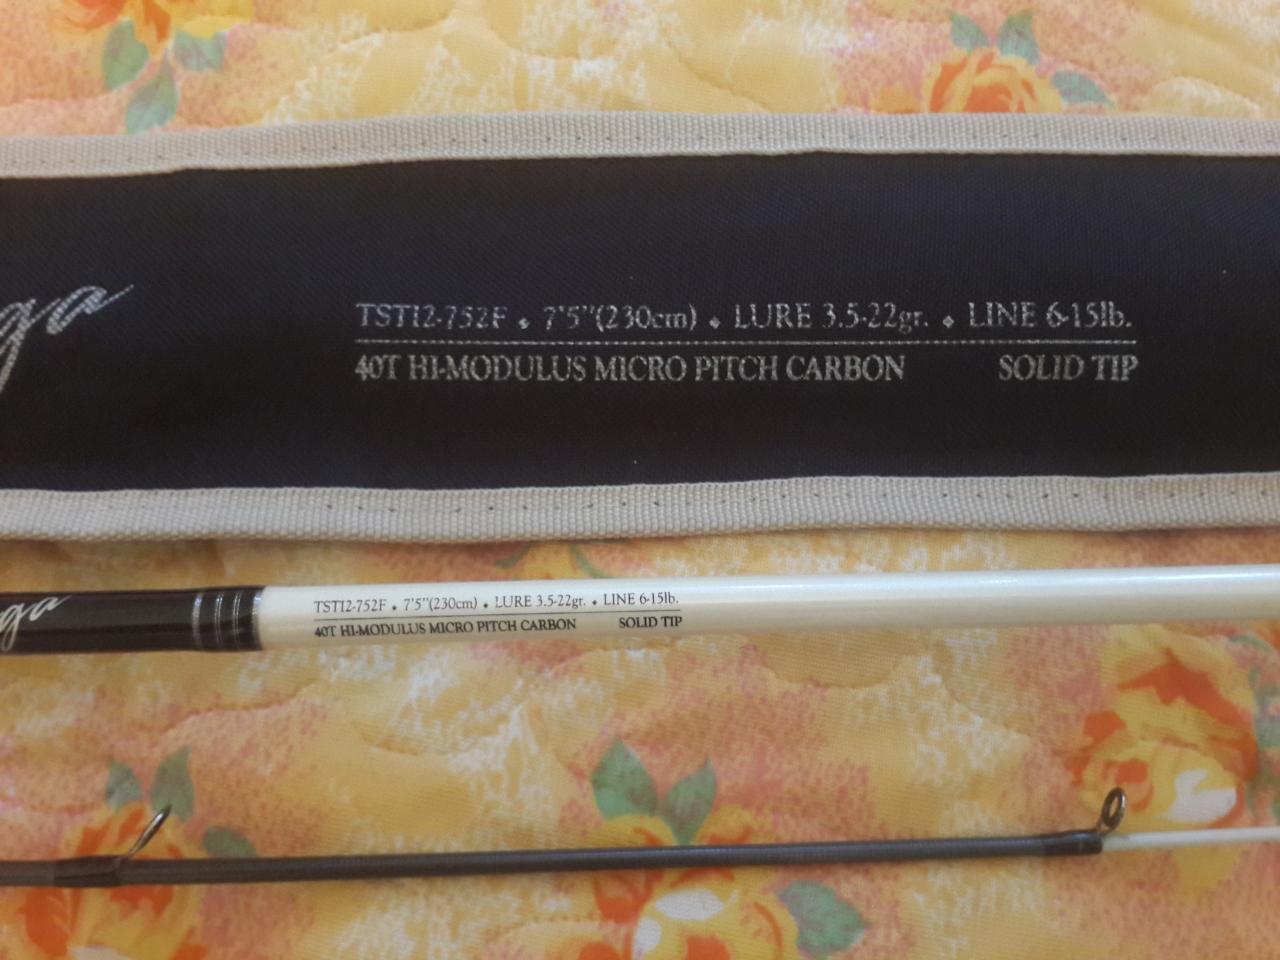 TST12-752F ⬥ 7'5"(230cm) ⬥ LURE 3.5-22gr. ⬥ LINE 6-15lb.
40T HI-MODULUS MICRO PITCH CARBON SOLID TIP
TST12-752F ⬥ 7'5"(230cm) ⬥ LURE 3.5-22gr. ⬥ LINE 6-15lb.
40T HI-MODULUS MICRO PITCH CARBON SOLID TIP